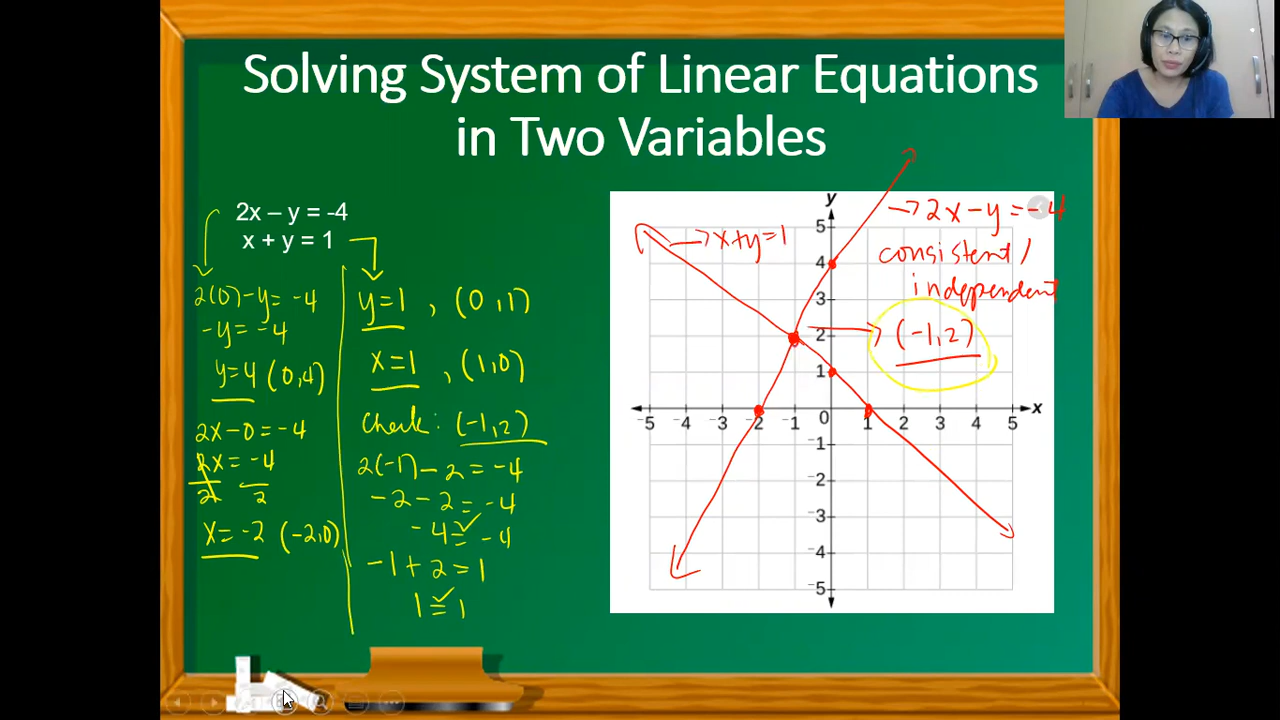 Solving System of Linear Equations
in Two Variables
2x – y = -4
x + y = 1
2(0) - y = -4
-y = -4
y = 4 (0,4)
2x - 0 = -4
2x = -4
2 2
x = -2 (-2,0)
y = 1 , (0,1)
x = 1 , (1,0)
Check: (-1,2)
2(-1) - 2 = -4
-2 - 2 = -4
-4 = -4
-1 + 2 = 1
1 = 1
y
→ x+y=1
→ 2x - y = -4
consistent /
independent
(-1,2)
5
4
3
2
1
-5 -4 -3 -2 -1 0 1 2 3 4 5 x
-1
-2
-3
-4
-5